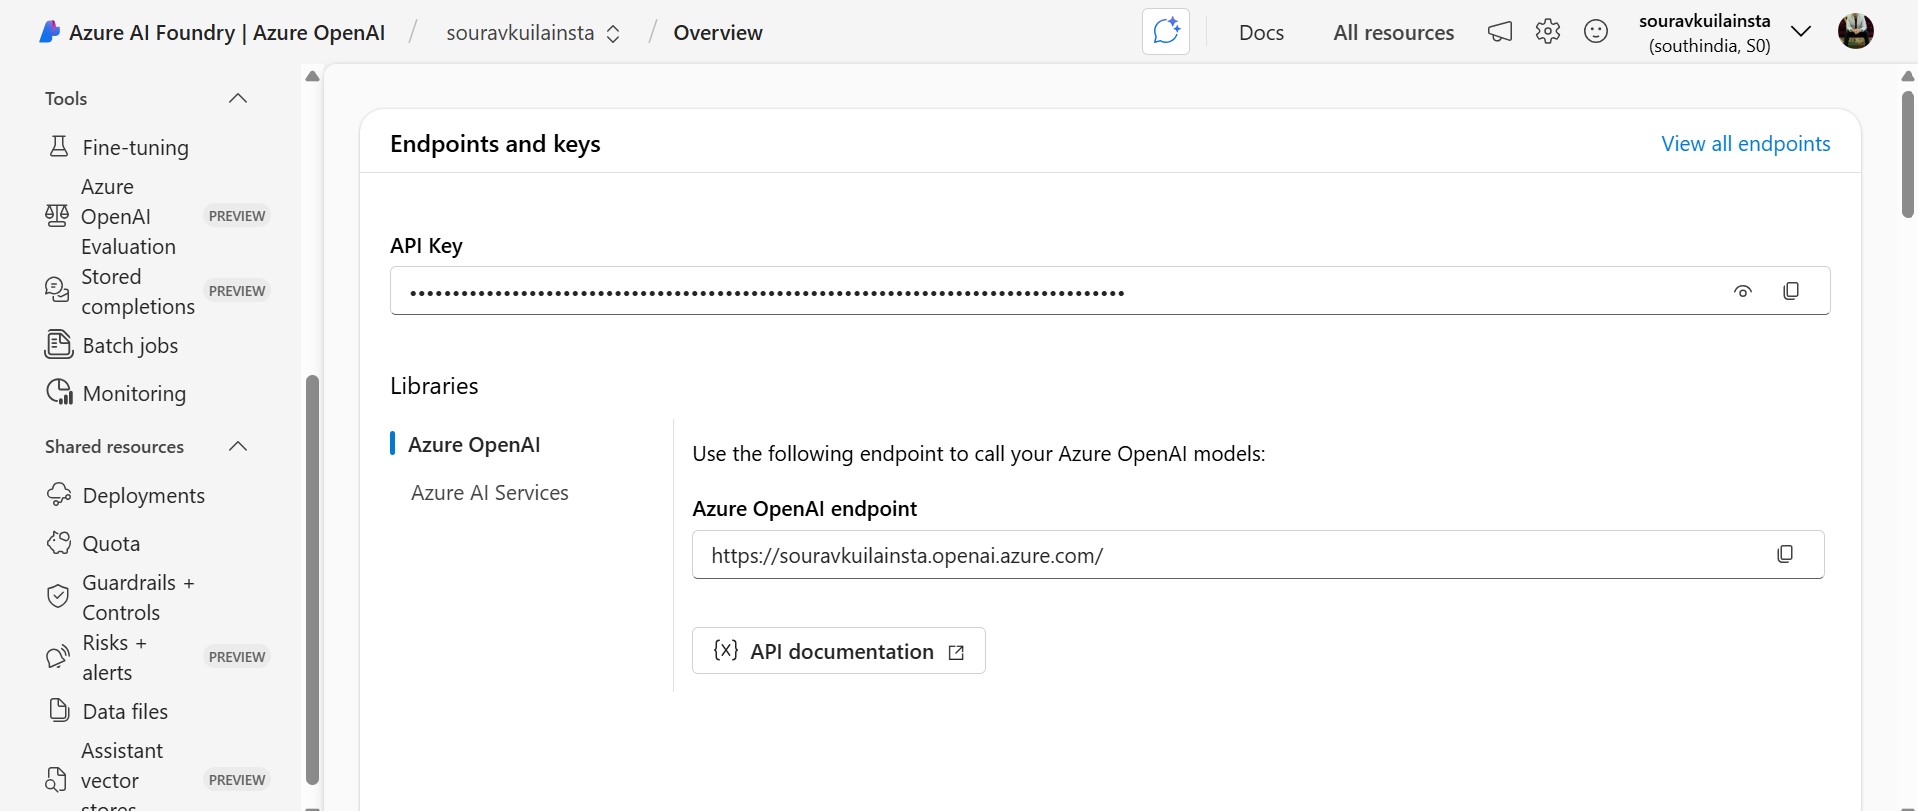 Azure AI Foundry | Azure OpenAI / souravkuilainsta / Overview
Docs
All resources
souravkuilainsta
(southindia, S0)
Tools
Fine-tuning
Azure
OpenAI
Evaluation
PREVIEW
Stored
completions
PREVIEW
Batch jobs
Monitoring
Shared resources
Deployments
Quota
Guardrails +
Controls
Risks +
alerts
PREVIEW
Data files
Assistant
vector
stores
PREVIEW
Endpoints and keys
View all endpoints
API Key
••••••••••••••••••••••••••••••••••••••••••••••••••••••••••••••••••••••••••••••••••••
Libraries
Azure OpenAI
Azure AI Services
Use the following endpoint to call your Azure OpenAI models:
Azure OpenAI endpoint
https://souravkuilainsta.openai.azure.com/
{x} API documentation